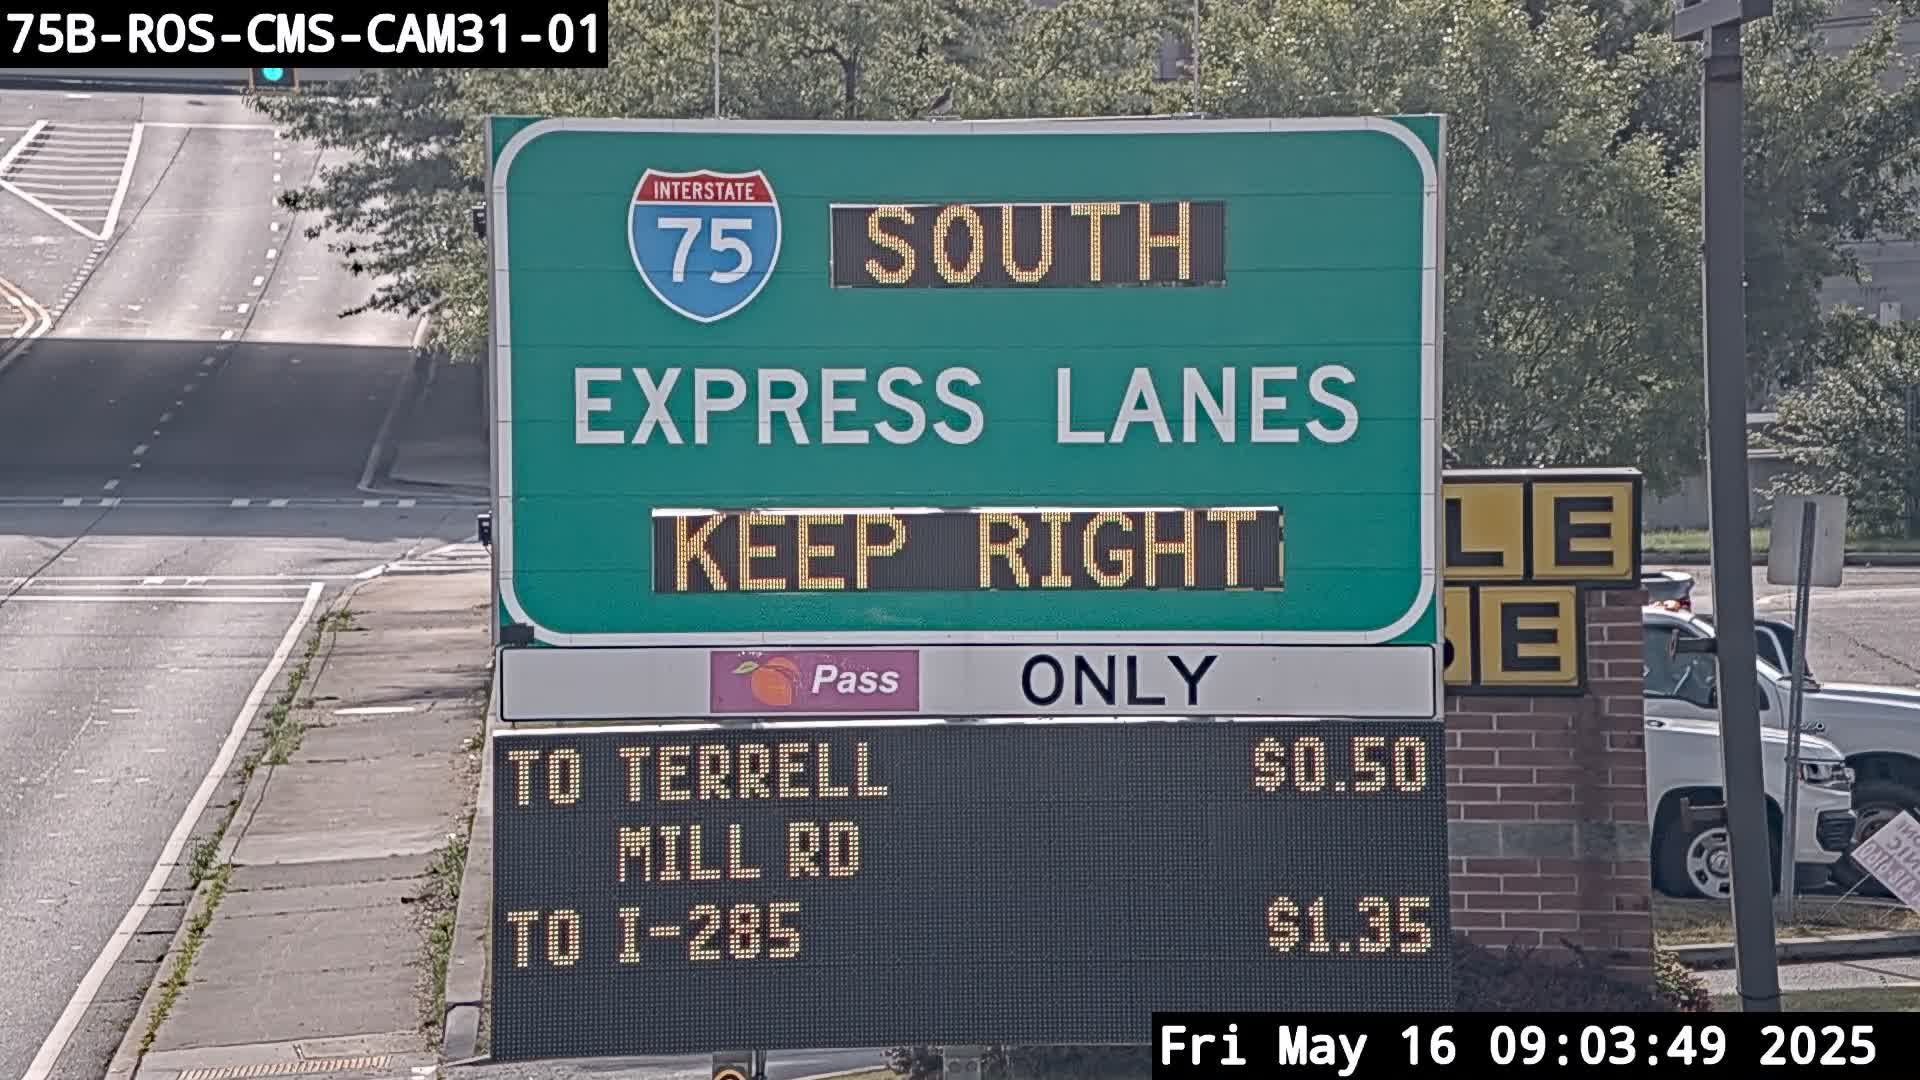 75B-ROS-CMS-CAM31-01
INTERSTATE
75
SOUTH
EXPRESS LANES
KEEP RIGHT
Pass ONLY
TO TERRELL $0.50
MILL RD
TO I-285 $1.35
LE
E
Fri May 16 09:03:49 2025